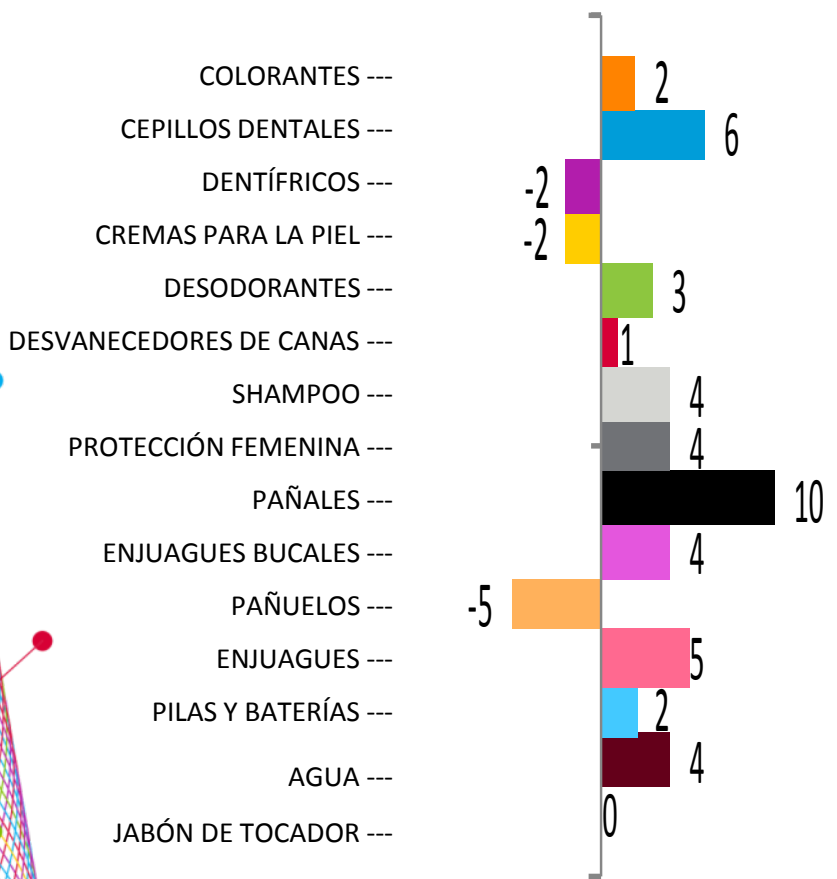 COLORANTES --- 2
CEPILLOS DENTALES --- 6
DENTÍFRICOS --- -2
CREMAS PARA LA PIEL --- -2
DESODORANTES --- 3
DESVANECEDORES DE CANAS --- 1
SHAMPOO --- 4
PROTECCIÓN FEMENINA --- 4
PAÑALES --- 10
ENJUAGUES BUCALES --- 4
PAÑUELOS --- -5
ENJUAGUES --- 5
PILAS Y BATERÍAS --- 2
AGUA --- 4
JABÓN DE TOCADOR --- 0